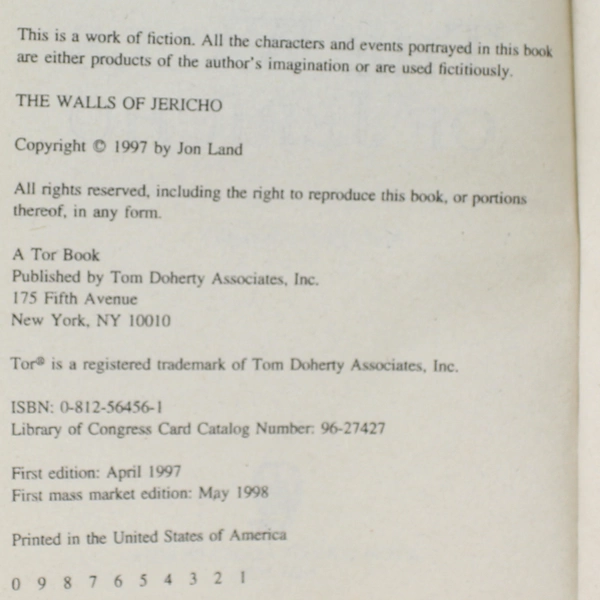 This is a work of fiction. All the characters and events portrayed in this book
are either products of the author's imagination or are used fictitiously.
THE WALLS OF JERICHO
Copyright © 1997 by Jon Land
All rights reserved, including the right to reproduce this book, or portions
thereof, in any form.
A Tor Book
Published by Tom Doherty Associates, Inc.
175 Fifth Avenue
New York, NY 10010
Tor® is a registered trademark of Tom Doherty Associates, Inc.
ISBN: 0-812-56456-1
Library of Congress Card Catalog Number: 96-27427
First edition: April 1997
First mass market edition: May 1998
Printed in the United States of America
0 9 8 7 6 5 4 3 2 1